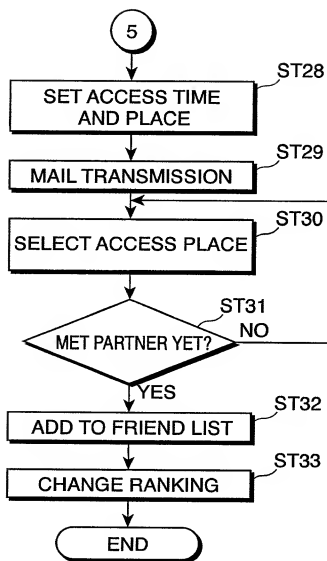 5
ST28
SET ACCESS TIME
AND PLACE
ST29
MAIL TRANSMISSION
ST30
SELECT ACCESS PLACE
ST31
MET PARTNER YET?
NO
YES
ST32
ADD TO FRIEND LIST
ST33
CHANGE RANKING
END